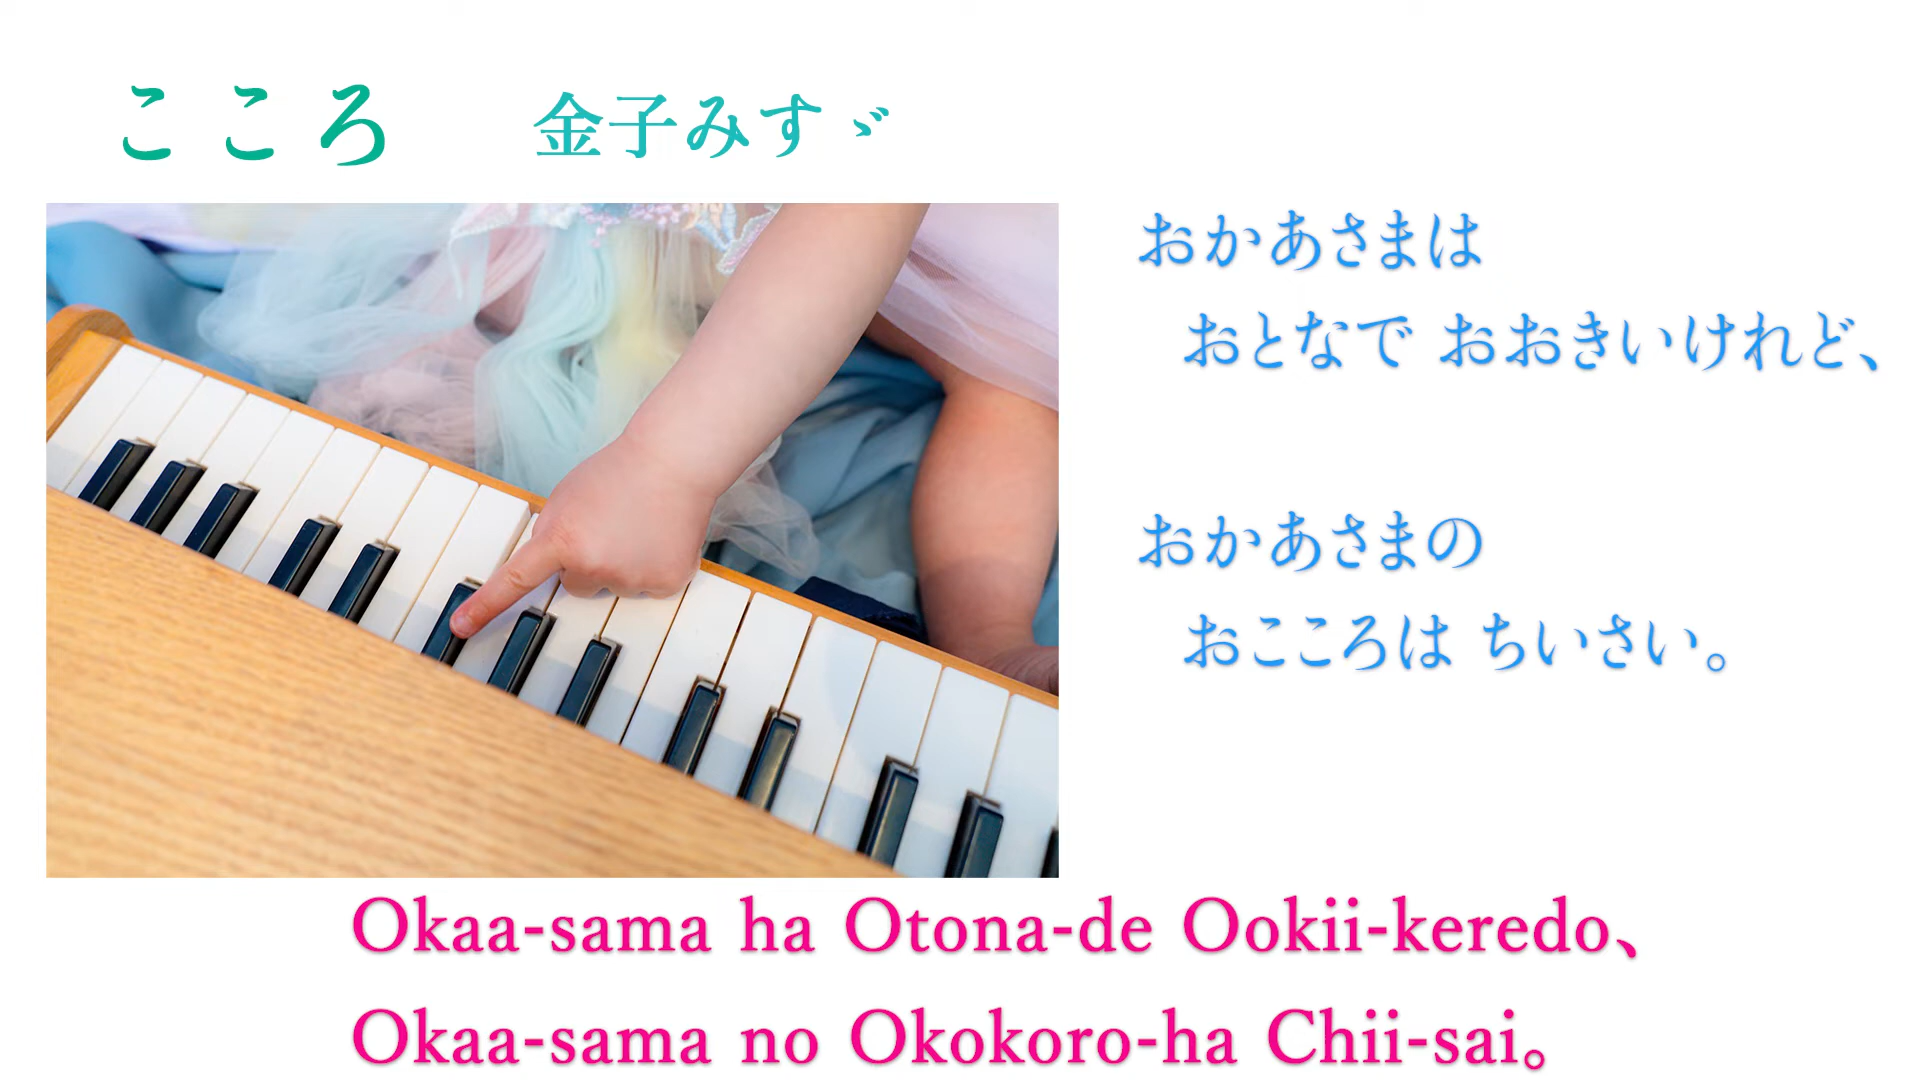 こころ　金子みすゞ
おかあさまは
おとなで おおきいけれど、
おかあさまの
おこころは ちいさい。
Okaa-sama ha Otona-de Ookii-keredo、
Okaa-sama no Okokoro-ha Chii-sai。